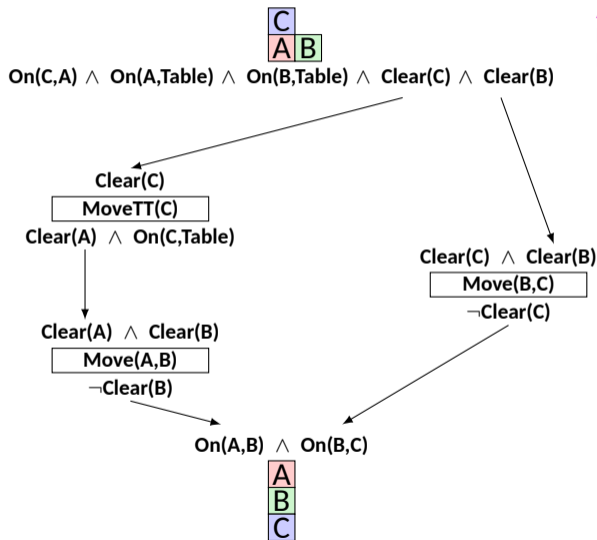 C
A B
On(C,A) ∧ On(A,Table) ∧ On(B,Table) ∧ Clear(C) ∧ Clear(B)
Clear(C)
MoveTT(C)
Clear(A) ∧ On(C,Table)
Clear(C) ∧ Clear(B)
Move(B,C)
¬Clear(C)
Clear(A) ∧ Clear(B)
Move(A,B)
¬Clear(B)
On(A,B) ∧ On(B,C)
A
B
C